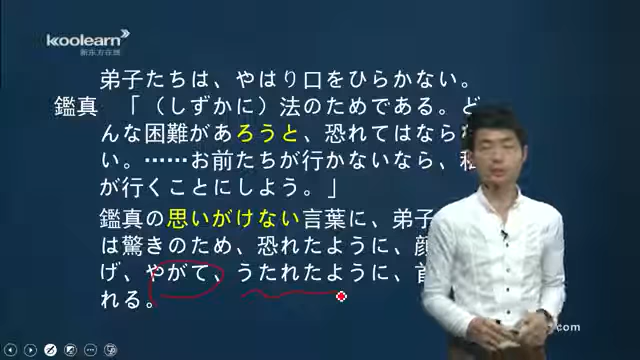 koolearn
新东方在线
弟子たちは、やはり口をひらかない。
鑑真 「（しずかに）法のためである。ど
んな困難があろうと、恐れてはならな
い。……お前たちが行かないなら、私
が行くことにしよう。」
鑑真の思いがけない言葉に、弟子
は驚きのため、恐れたように、顔
げ、やがて、うたれたように、首
れる。
.com